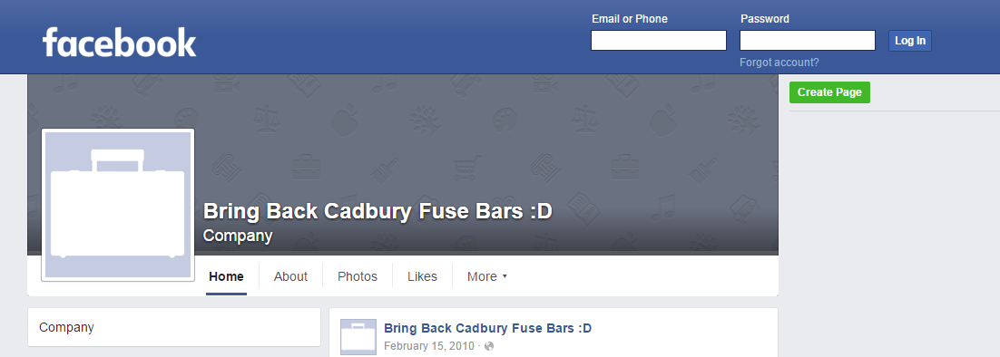 facebook
Email or Phone
Password
Log In
Forgot account?
Create Page
Bring Back Cadbury Fuse Bars :D
Company
Home
About
Photos
Likes
More
Company
Bring Back Cadbury Fuse Bars :D
February 15, 2010 ·